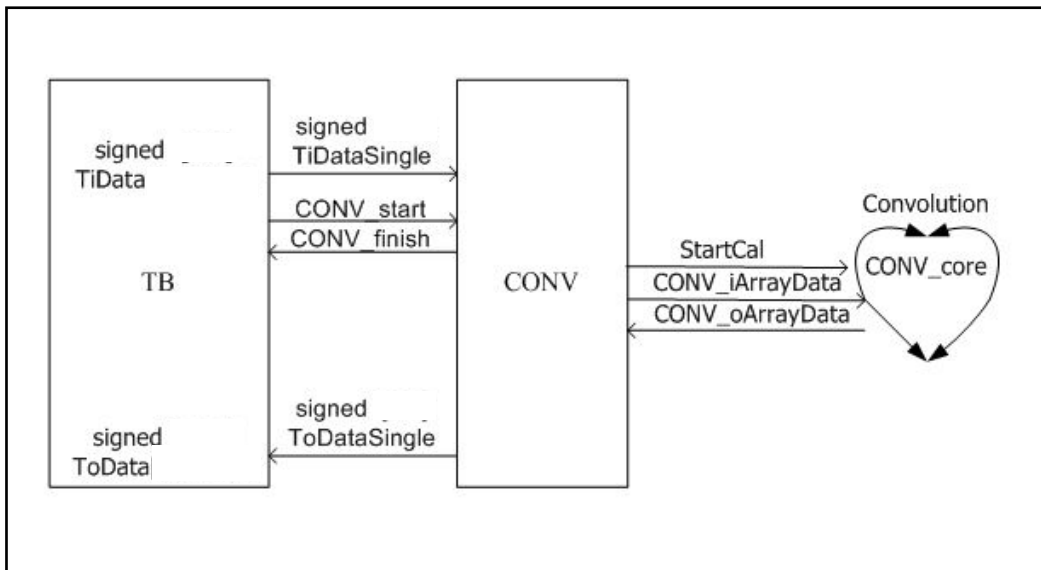 signed
TiData
TB
signed
ToData
signed
TiDataSingle
CONV_start
CONV_finish
signed
ToDataSingle
CONV
StartCal
CONV_iArrayData
CONV_oArrayData
Convolution
CONV_core